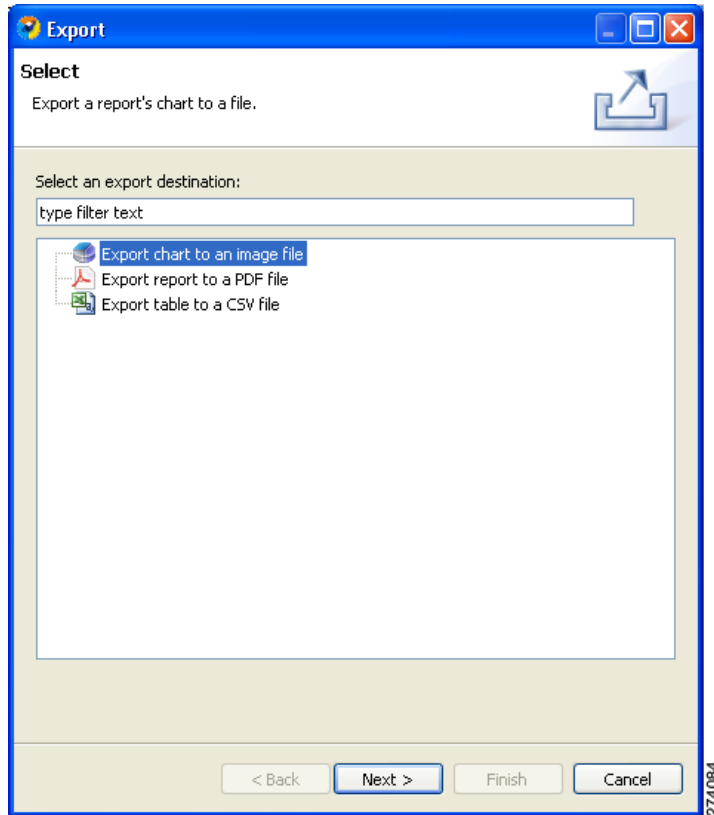 Export
Select
Export a report's chart to a file.
Select an export destination:
type filter text
Export chart to an image file
Export report to a PDF file
Export table to a CSV file
< Back Next > Finish Cancel
274084